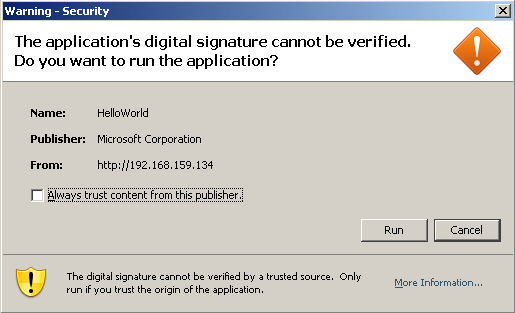 Warning - Security
The application's digital signature cannot be verified.
Do you want to run the application?
Name: HelloWorld
Publisher: Microsoft Corporation
From: http://192.168.159.134
Always trust content from this publisher.
Run Cancel
The digital signature cannot be verified by a trusted source. Only
run if you trust the origin of the application.
More Information...